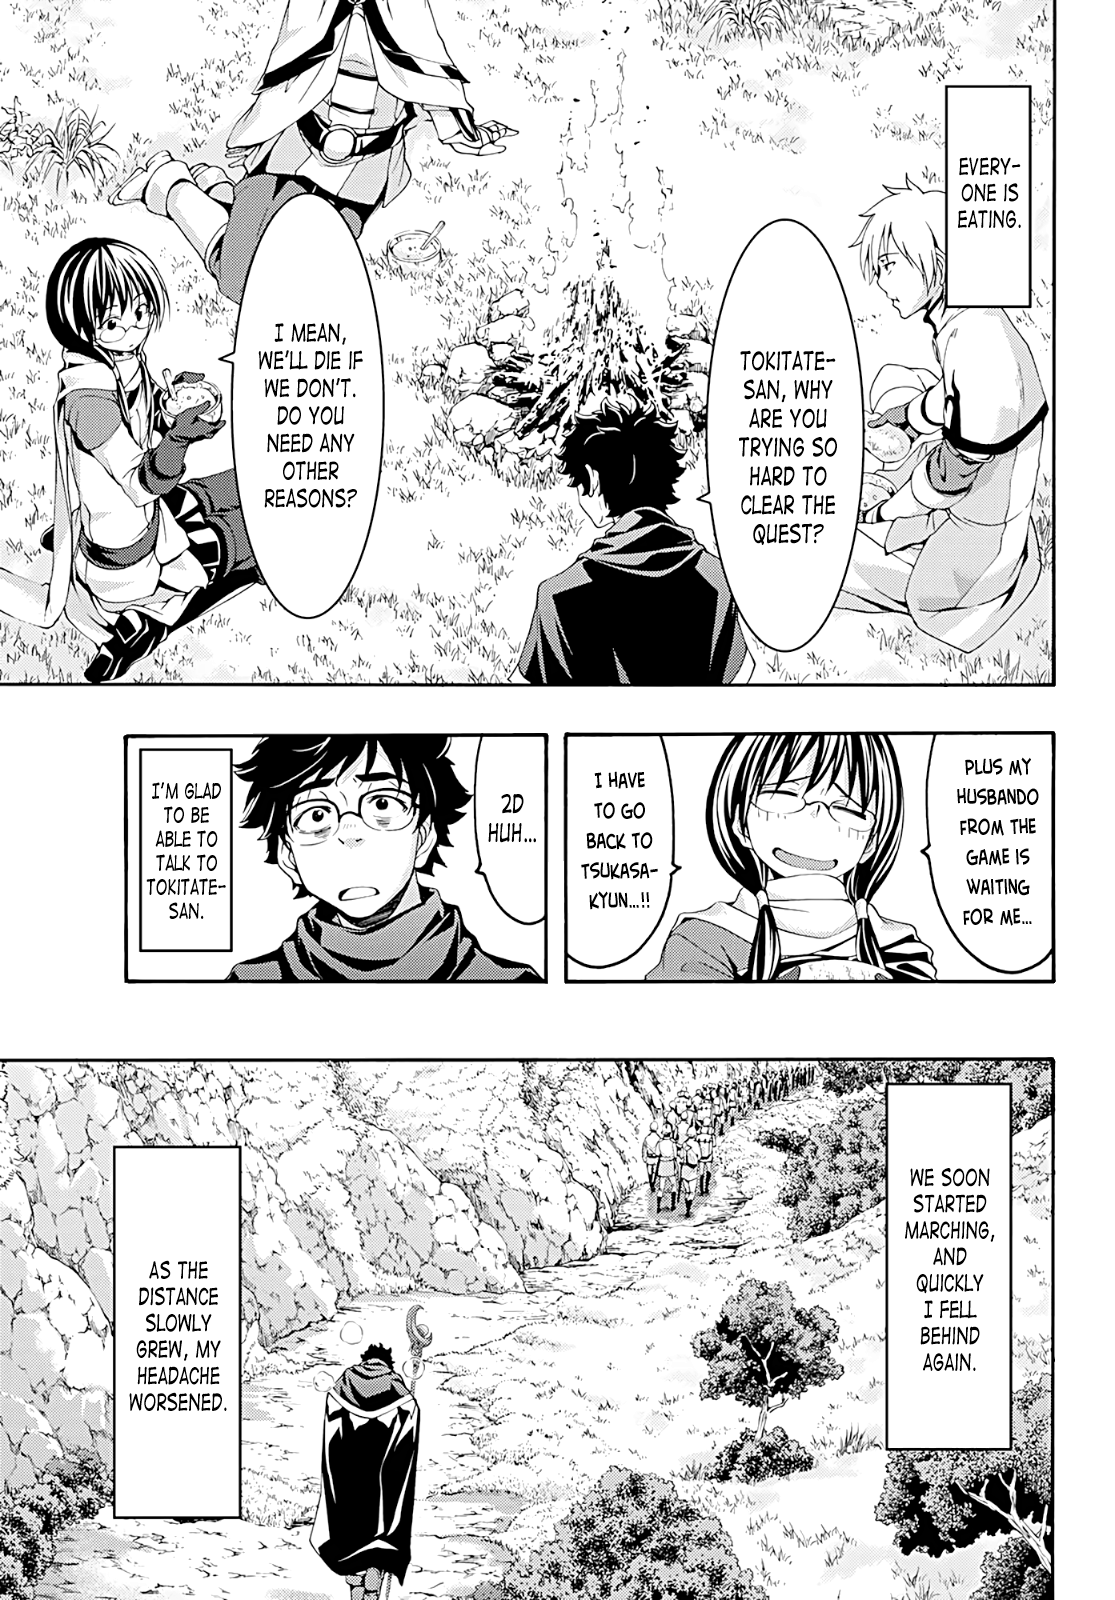 EVERY-
ONE IS
EATING.
TOKITATE-
SAN, WHY
ARE YOU
TRYING SO
HARD TO
CLEAR THE
QUEST?
I MEAN,
WE'LL DIE IF
WE DON'T.
DO YOU
NEED ANY
OTHER
REASONS?
PLUS MY
HUSBANDO
FROM THE
GAME IS
WAITING
FOR ME...
I HAVE
TO GO
BACK TO
TSUKASA-
KYUN...!!
2D
HUH...
I'M GLAD
TO BE
ABLE TO
TALK TO
TOKITATE-
SAN.
WE SOON
STARTED
MARCHING,
AND
QUICKLY
I FELL
BEHIND
AGAIN.
AS THE
DISTANCE
SLOWLY
GREW, MY
HEADACHE
WORSENED.